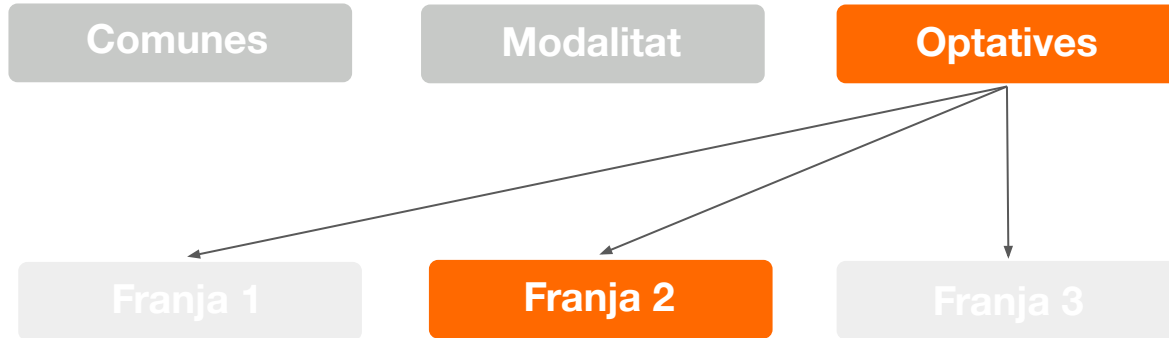 Comunes
Modalitat
Optatives
Franja 1
Franja 2
Franja 3